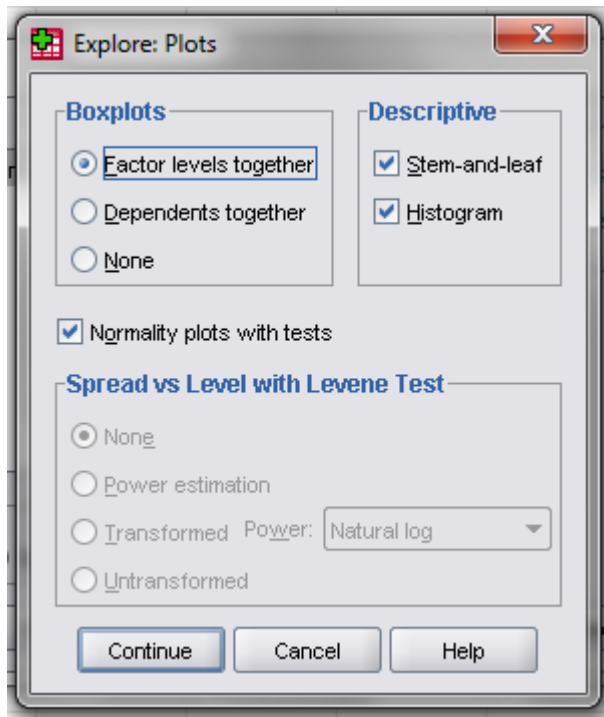 Explore: Plots
Boxplots
Factor levels together
Dependents together
None
Descriptive
Stem-and-leaf
Histogram
Normality plots with tests
Spread vs Level with Levene Test
None
Power estimation
Transformed Power: Natural log
Untransformed
Continue Cancel Help